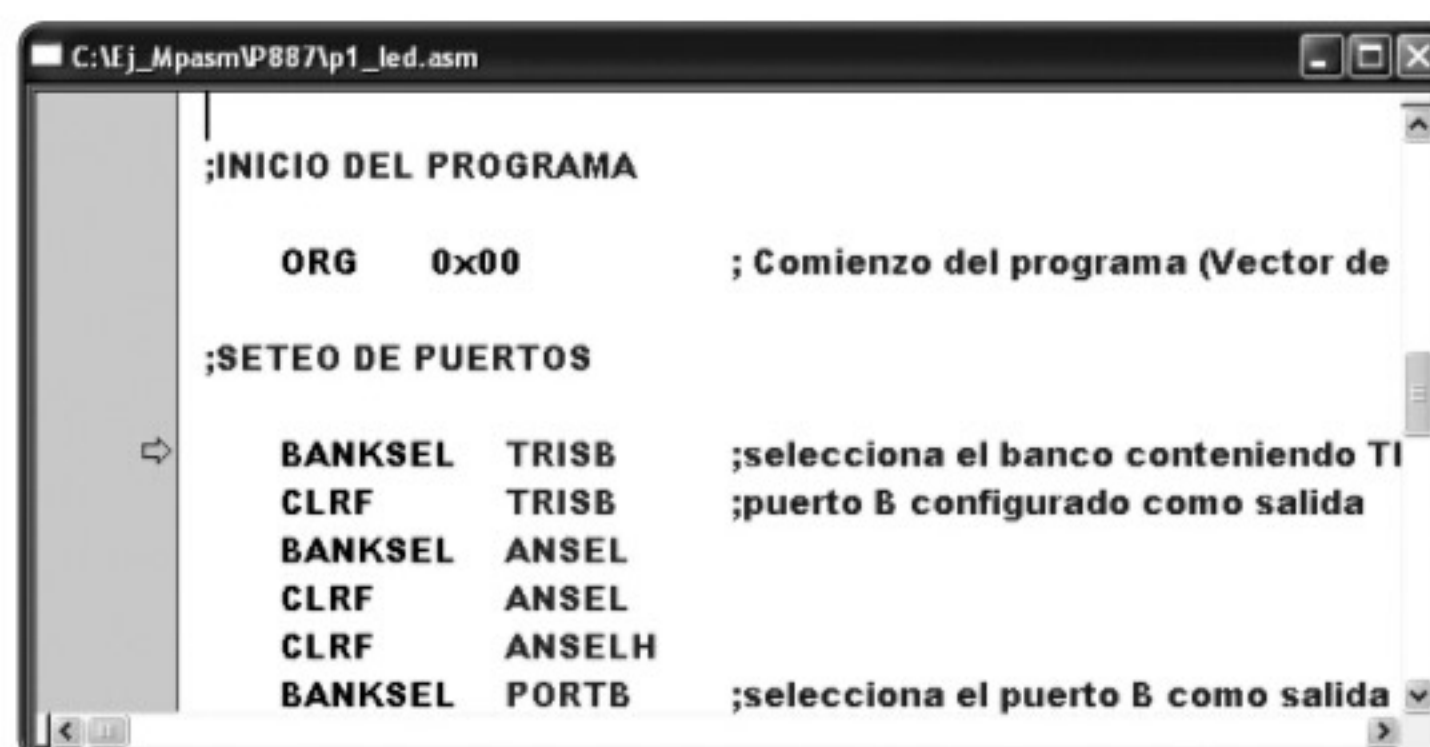 C:\Ej_Mpasm\P887\p1_led.asm
;INICIO DEL PROGRAMA
ORG 0x00 ; Comienzo del programa (Vector de
;SETEO DE PUERTOS
BANKSEL TRISB ;selecciona el banco conteniendo
CLRF TRISB ;puerto B configurado como salida
BANKSEL ANSEL
CLRF ANSEL
CLRF ANSELH
BANKSEL PORTB ;selecciona el puerto B como salida